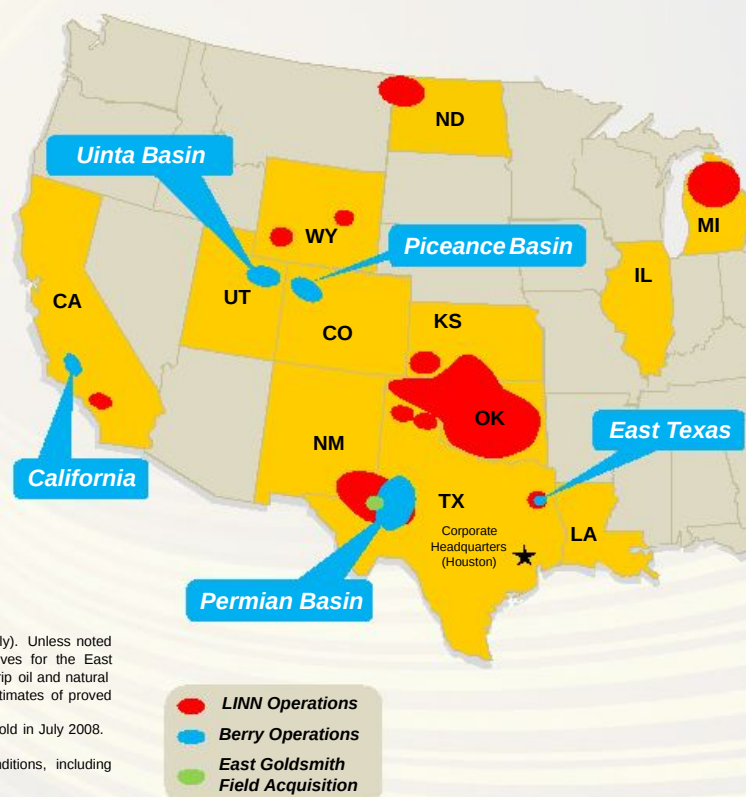 ND
Uinta Basin
MI
WY
Piceance Basin
IL
CA
UT
KS
CO
OK
East Texas
NM
California
TX
Corporate
Headquarters
(Houston)
LA
Permian Basin
ly). Unless noted
ves for the East
rip oil and natural
timates of proved
old in July 2008.
nditions, including
LINN Operations
Berry Operations
East Goldsmith
Field Acquisition